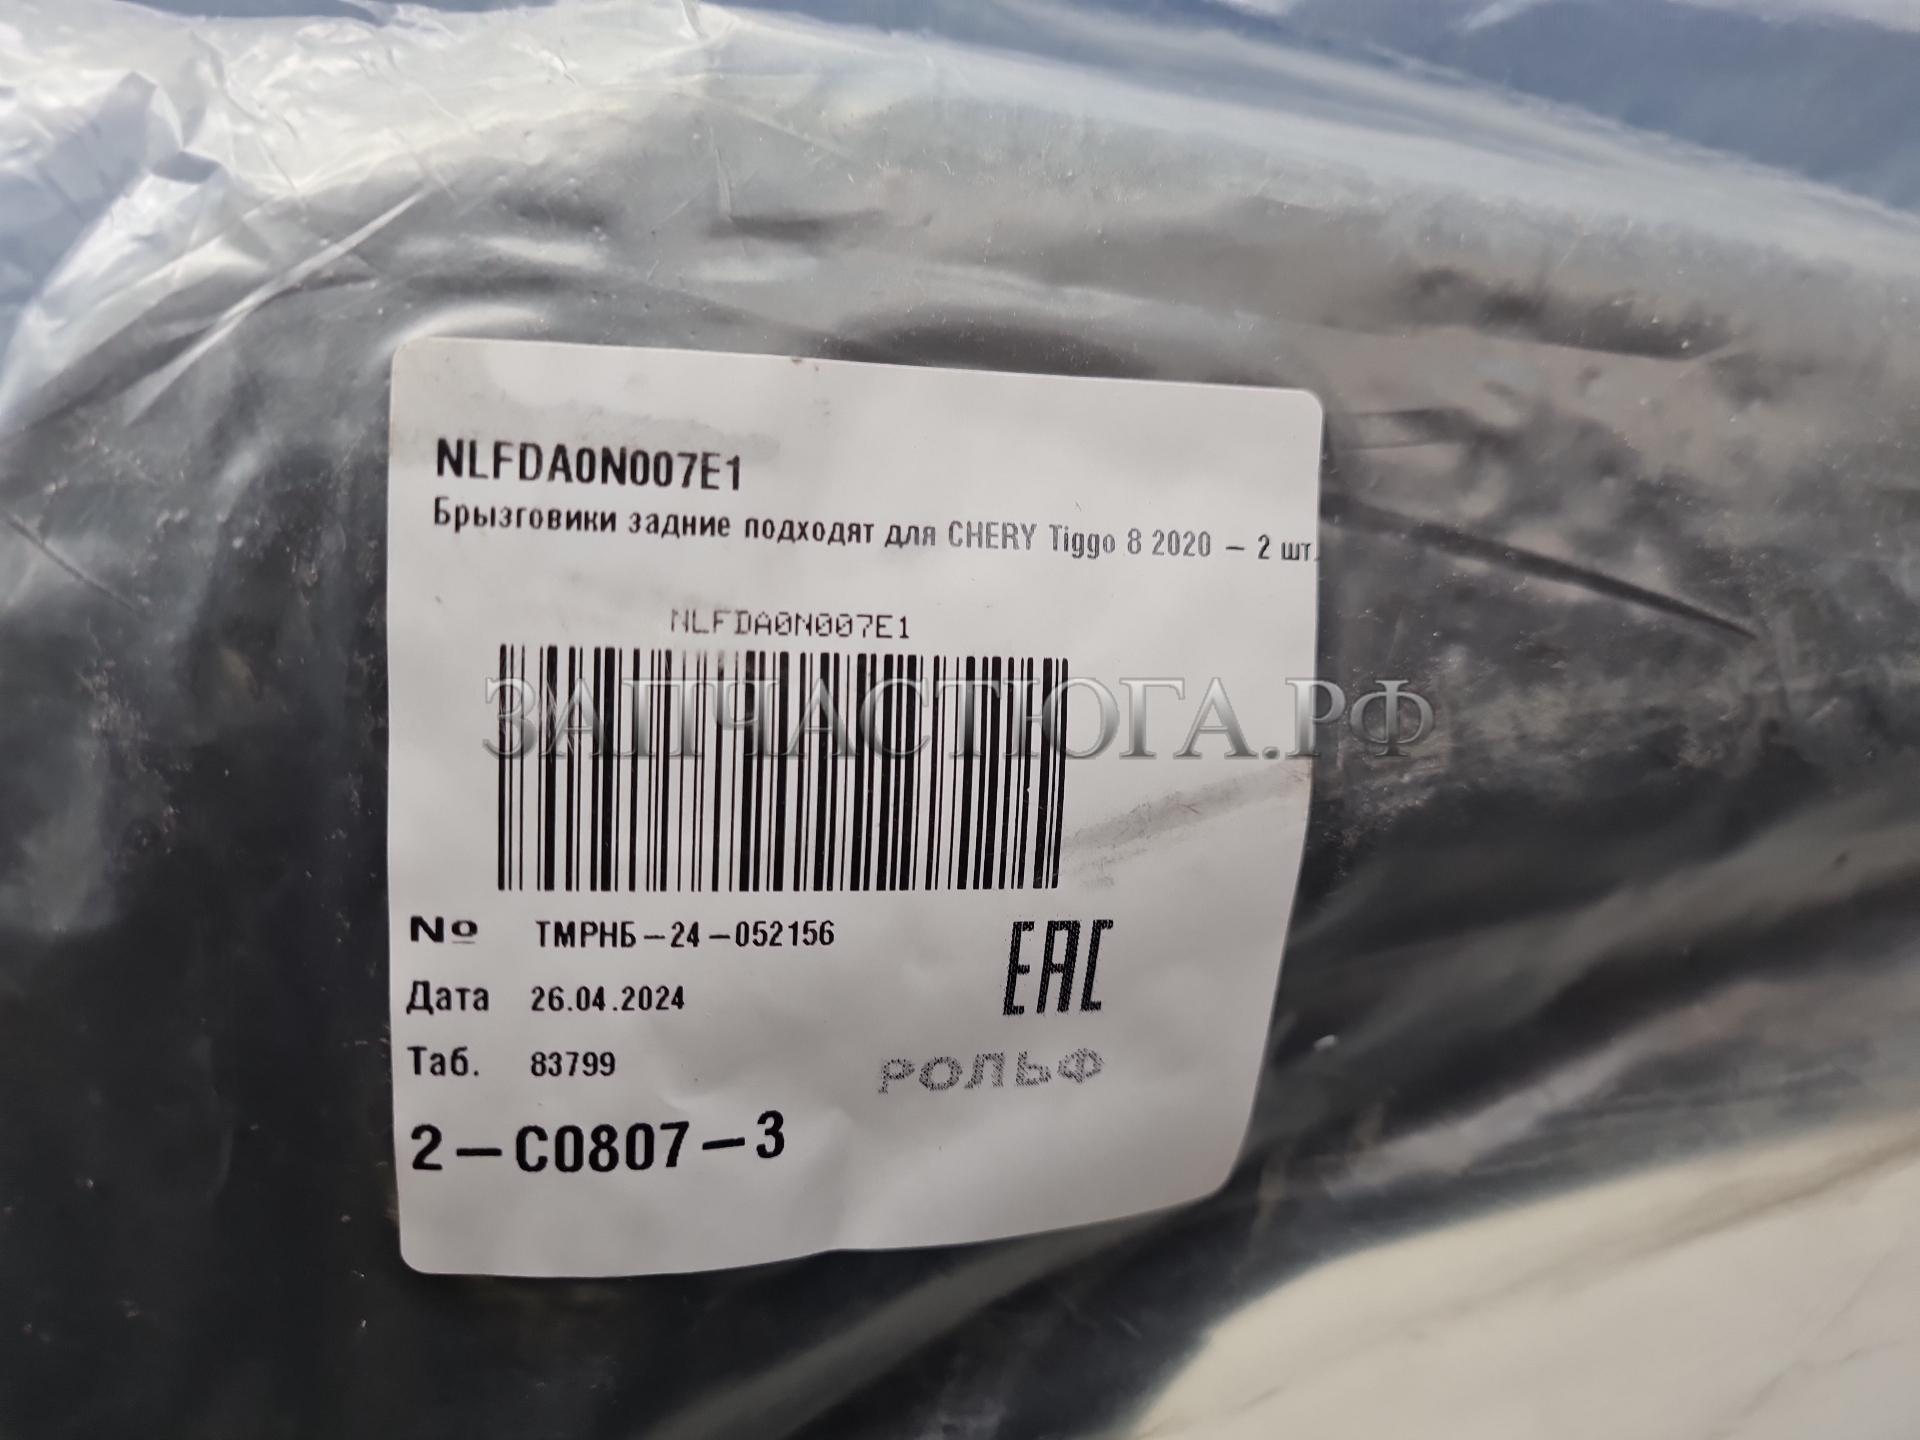 NLFDA0N007E1
Брызговики задние подходят для CHERY Tiggo 8 2020 – 2 шт.
NLFDA0N007E1
ЗАПЧАСТЮГА.РФ
№ ТМРНБ-24-052156
Дата 26.04.2024
EAC
Таб. 83799
РОЛЬФ
2-C0807-3